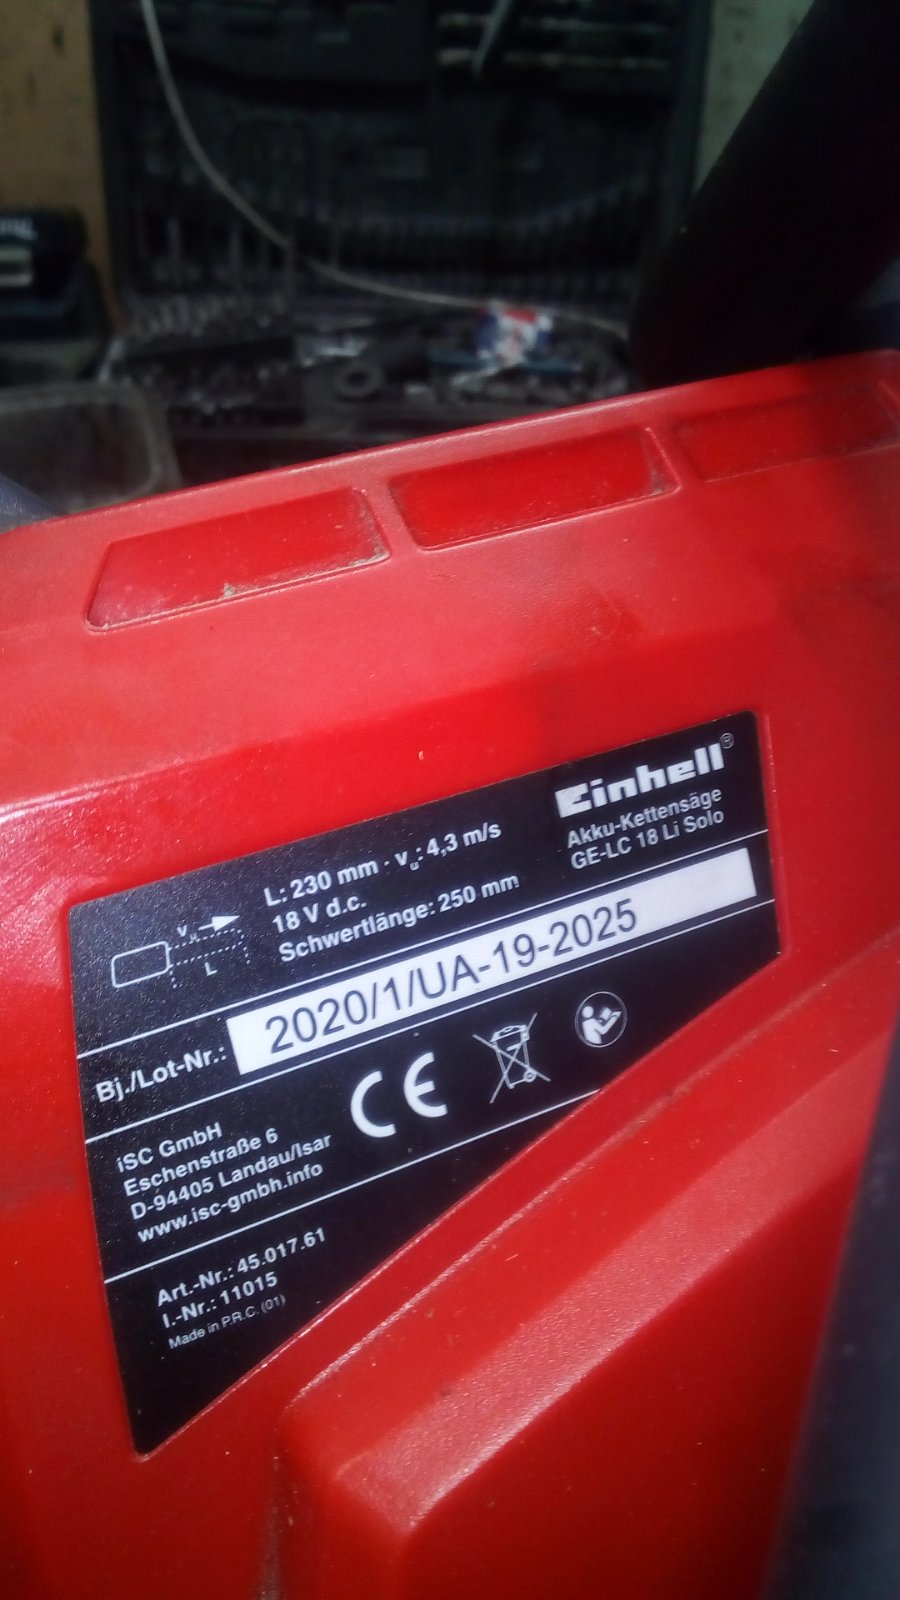 Einhell®
Akku-Kettensäge
GE-LC 18 Li Solo
L: 230 mm · vu: 4,3 m/s
18 V d.c.
Schwertlänge: 250 mm
L
Bj./Lot-Nr.: 2020/1/UA-19-2025
CE
iSC GmbH
Eschenstraße 6
D-94405 Landau/Isar
www.isc-gmbh.info
Art.-Nr.: 45.017.61
I.-Nr.: 11015
Made in P.R.C. (01)